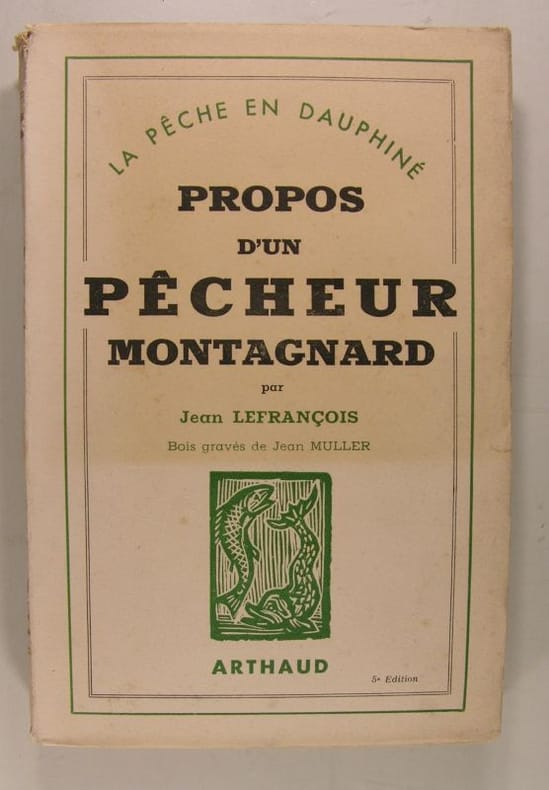 LA PÊCHE EN DAUPHINÉ
PROPOS
D'UN
PÊCHEUR
MONTAGNARD
par
Jean LEFRANÇOIS
Bois gravés de Jean MULLER
ARTHAUD
5e Edition